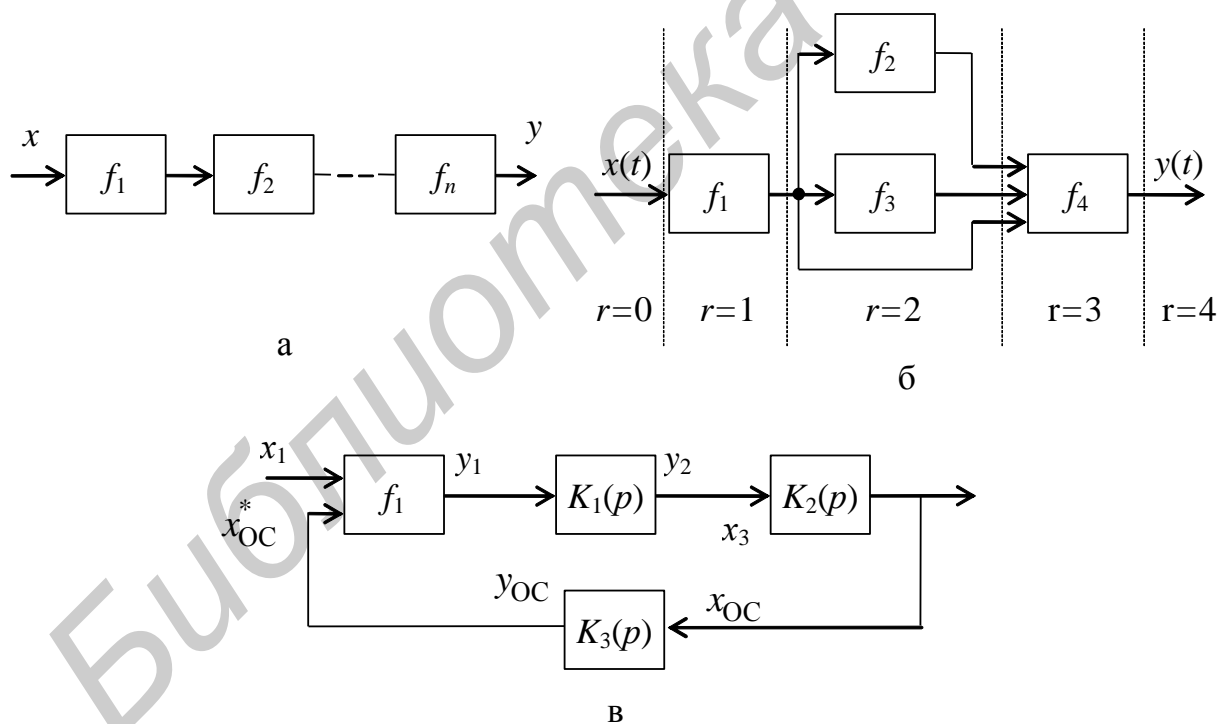 x
f1
f2
fn
y
а
x(t)
f1
f2
f3
f4
y(t)
r=0
r=1
r=2
r=3
r=4
б
x1
x*ОС
f1
y1
K1(p)
y2
x3
K2(p)
yОС
K3(p)
xОС
в
Библиотека